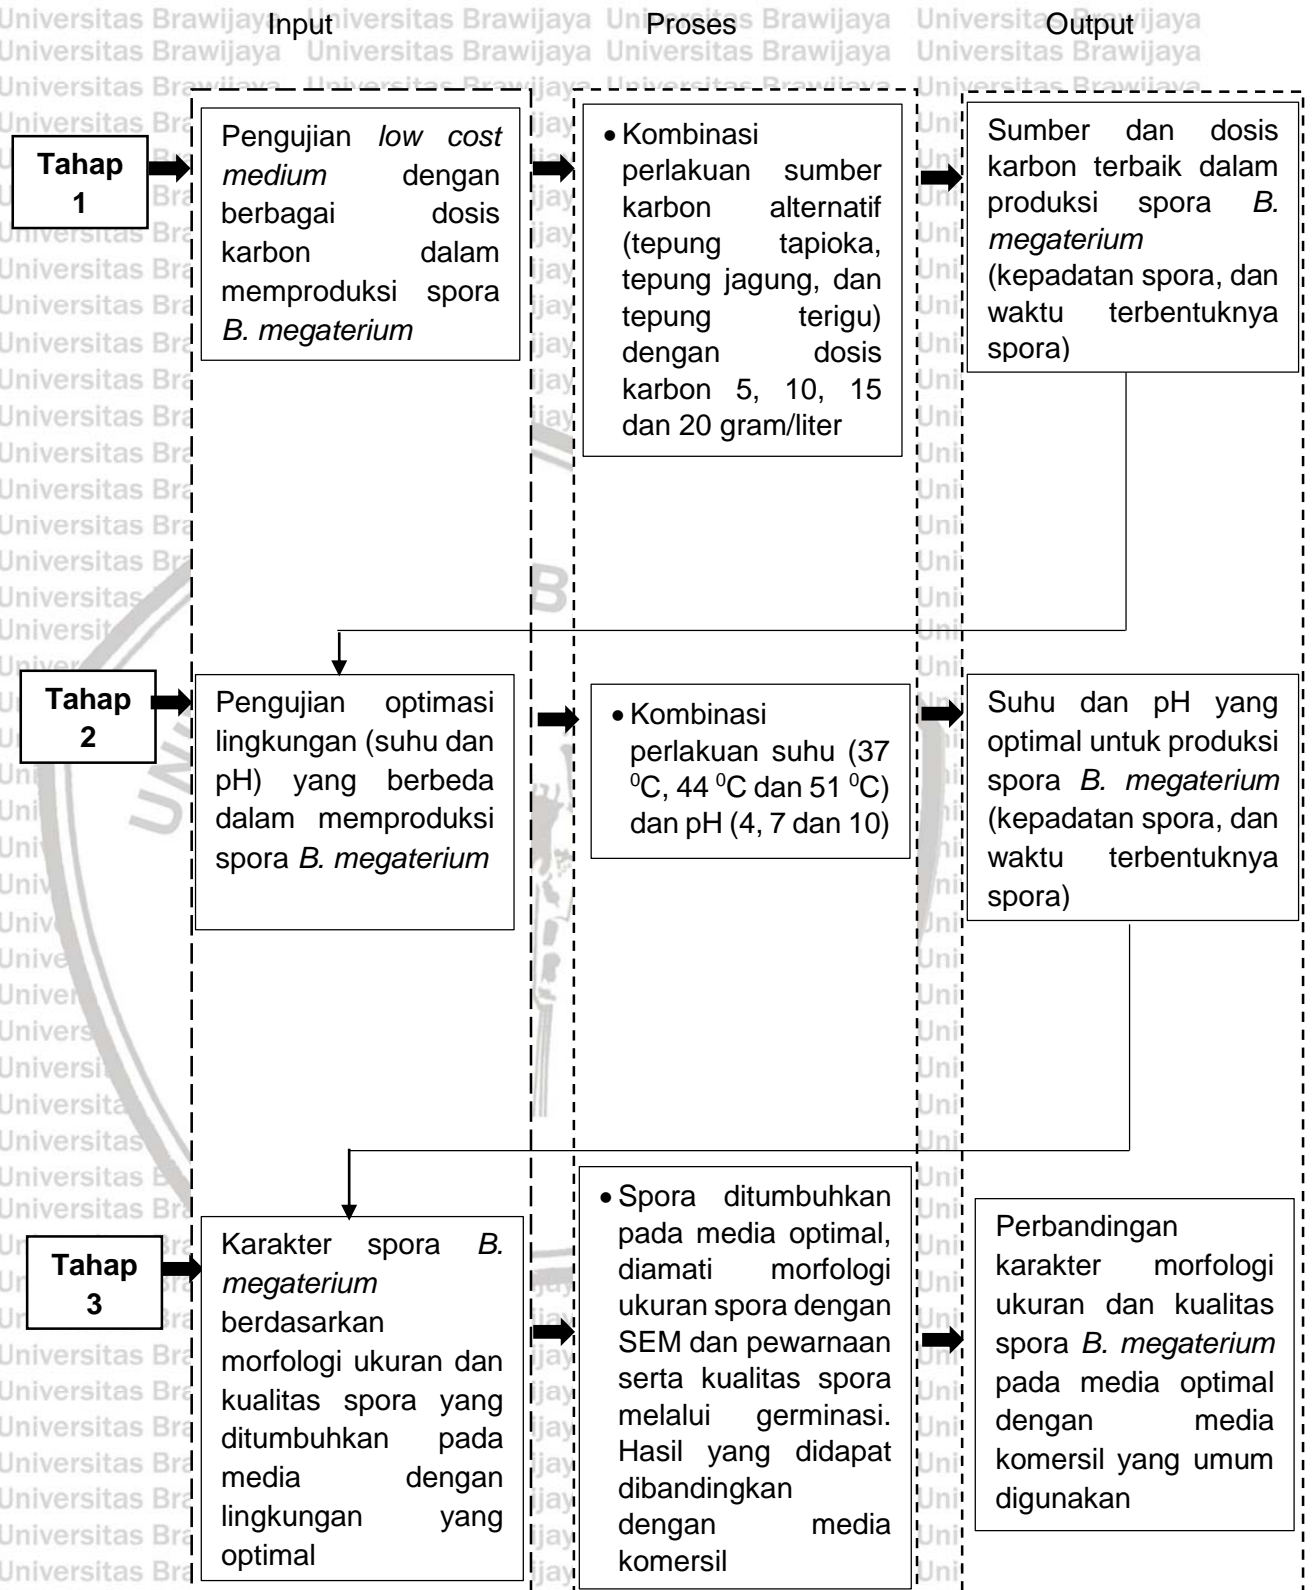 Input Proses Output
Tahap
1
Pengujian low cost
medium dengan
berbagai dosis
karbon dalam
memproduksi spora
B. megaterium
• Kombinasi
perlakuan sumber
karbon alternatif
(tepung tapioka,
tepung jagung, dan
tepung terigu)
dengan dosis
karbon 5, 10, 15
dan 20 gram/liter
Sumber dan dosis
karbon terbaik dalam
produksi spora B.
megaterium
(kepadatan spora, dan
waktu terbentuknya
spora)
Tahap
2
Pengujian optimasi
lingkungan (suhu dan
pH) yang berbeda
dalam memproduksi
spora B. megaterium
• Kombinasi
perlakuan suhu (37
⁰C, 44 ⁰C dan 51 ⁰C)
dan pH (4, 7 dan 10)
Suhu dan pH yang
optimal untuk produksi
spora B. megaterium
(kepadatan spora, dan
waktu terbentuknya
spora)
Tahap
3
Karakter spora B.
megaterium
berdasarkan
morfologi ukuran dan
kualitas spora yang
ditumbuhkan pada
media dengan
lingkungan yang
optimal
• Spora ditumbuhkan
pada media optimal,
diamati morfologi
ukuran spora dengan
SEM dan pewarnaan
serta kualitas spora
melalui germinasi.
Hasil yang didapat
dibandingkan
dengan media
komersil
Perbandingan
karakter morfologi
ukuran dan kualitas
spora B. megaterium
pada media optimal
dengan media
komersil yang umum
digunakan